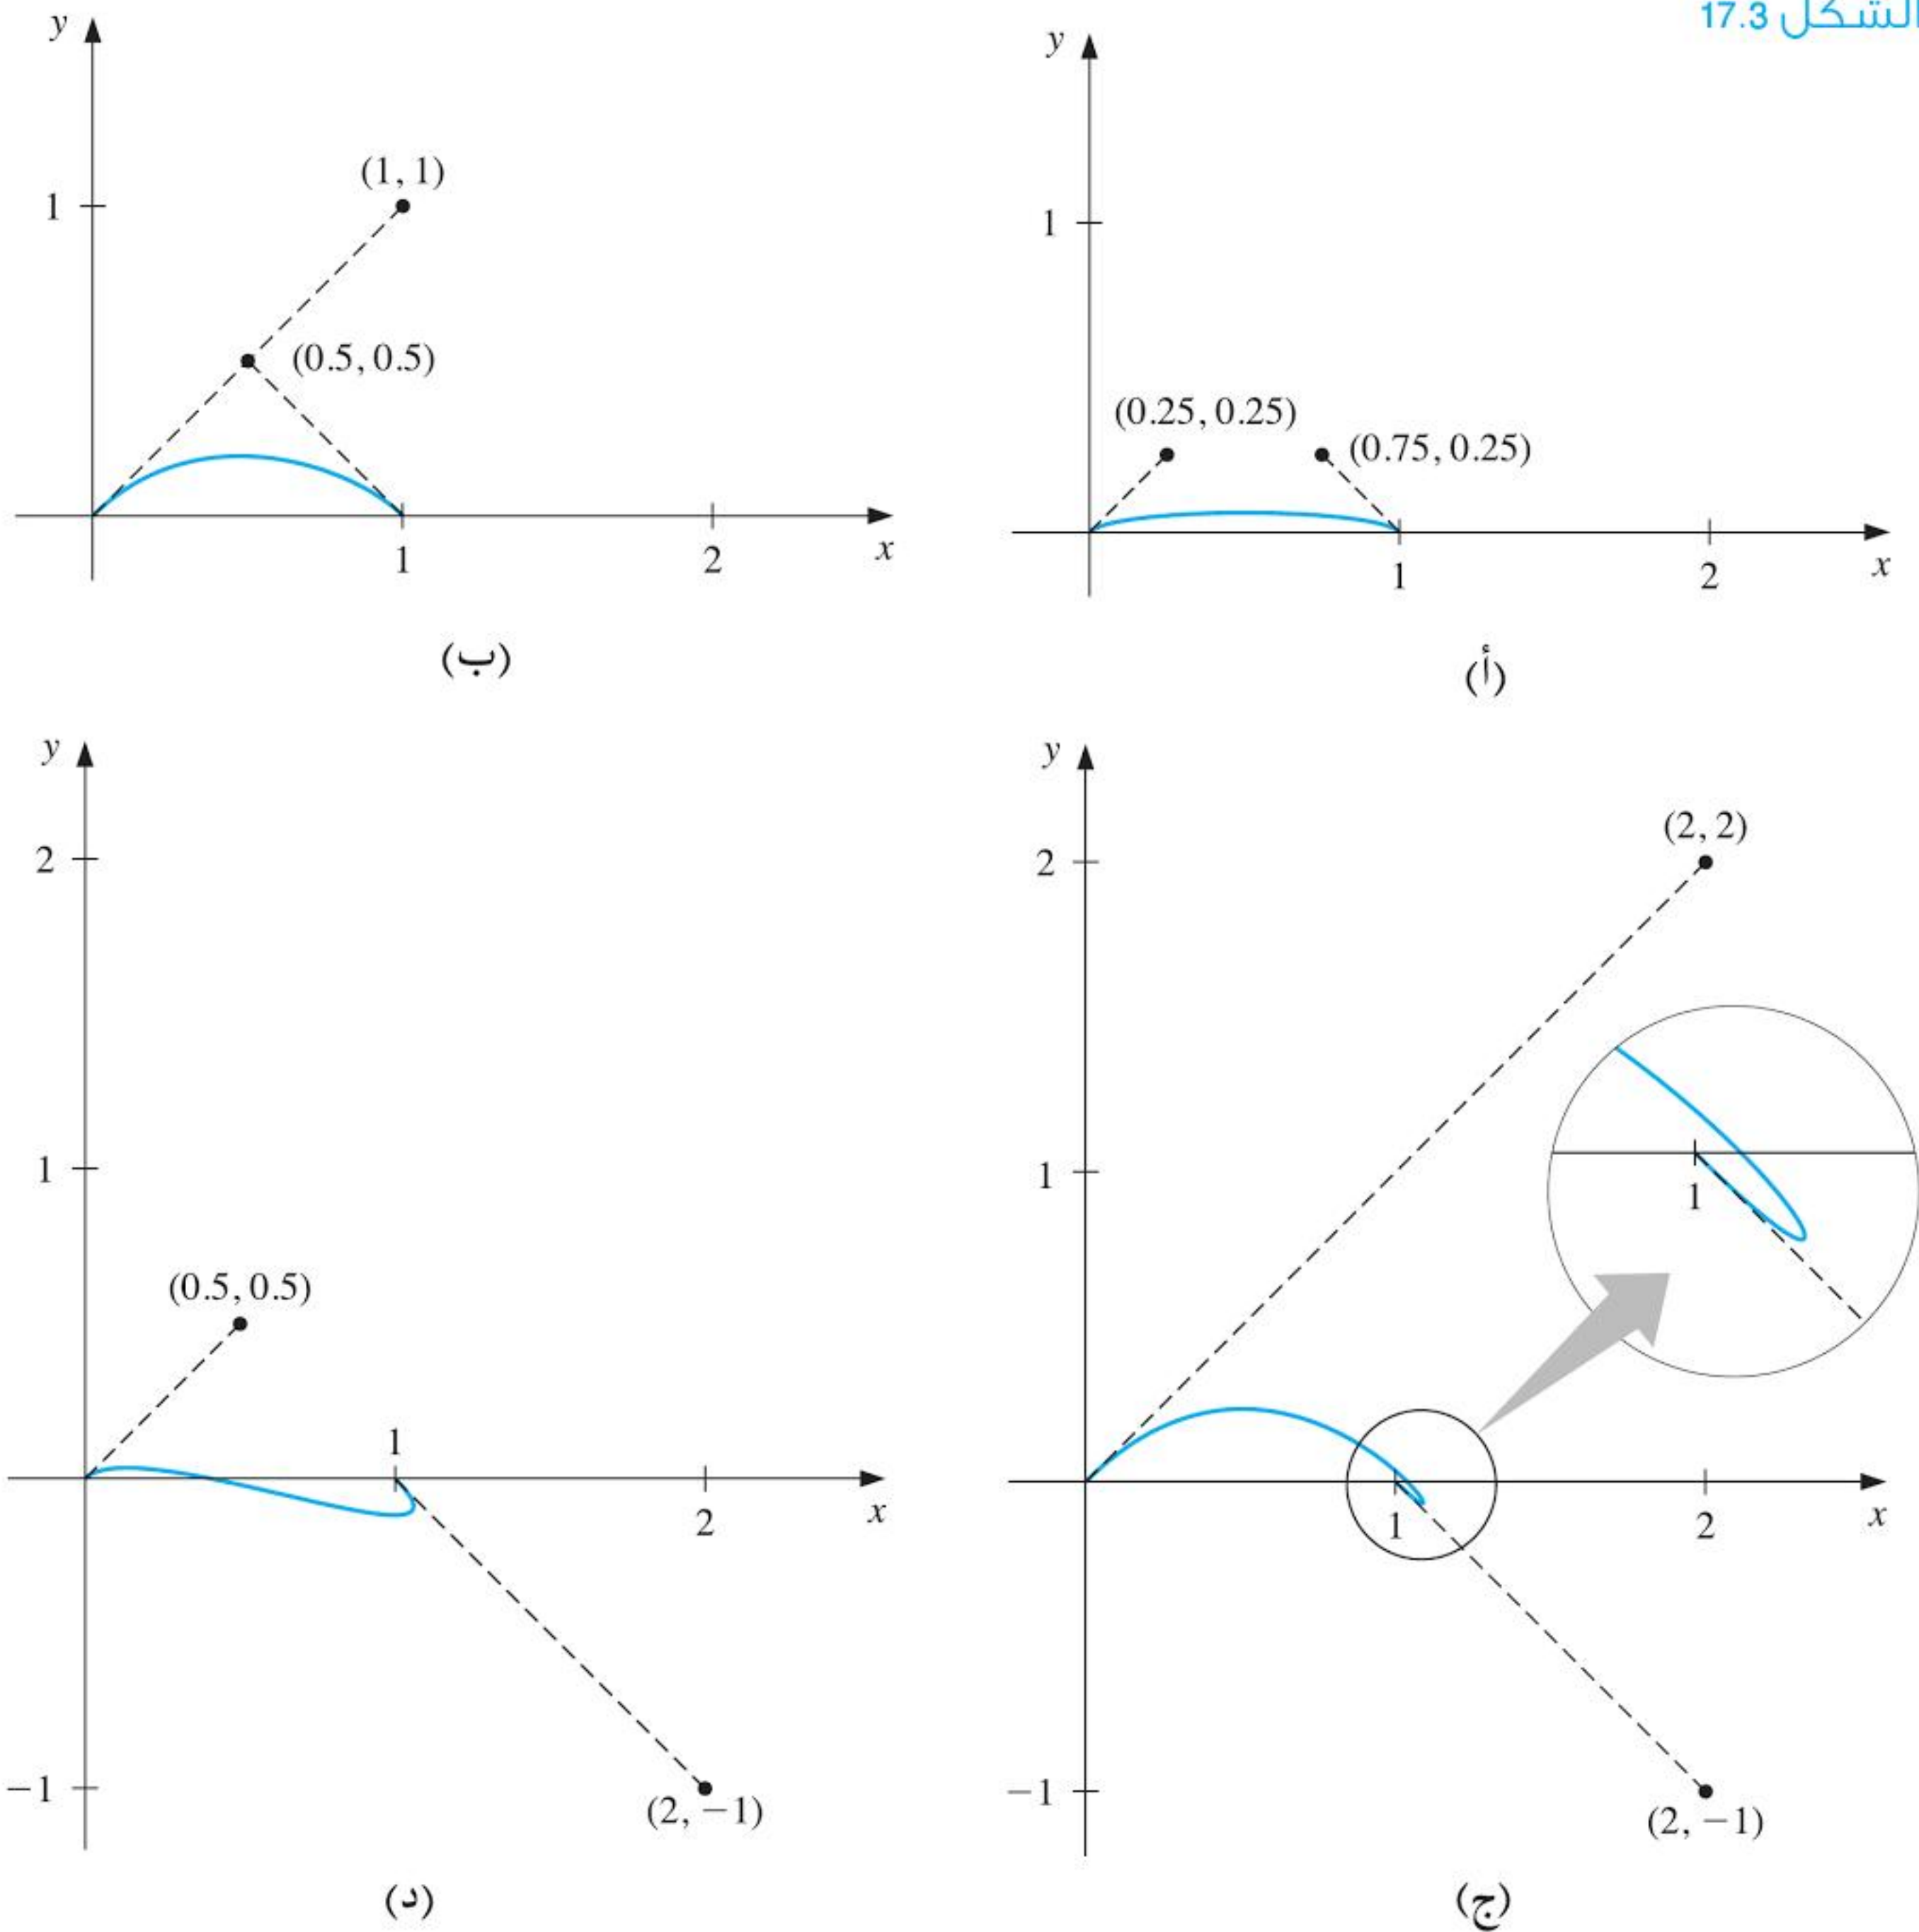 الشكل 17.3
y
1
(0.25, 0.25)
(0.75, 0.25)
1
2
x
(أ)
y
(1, 1)
1
(0.5, 0.5)
1
2
x
(ب)
y
(2, 2)
2
1
1
1
2
x
−1
(2, −1)
(ج)
y
2
1
(0.5, 0.5)
1
2
x
−1
(2, −1)
(د)